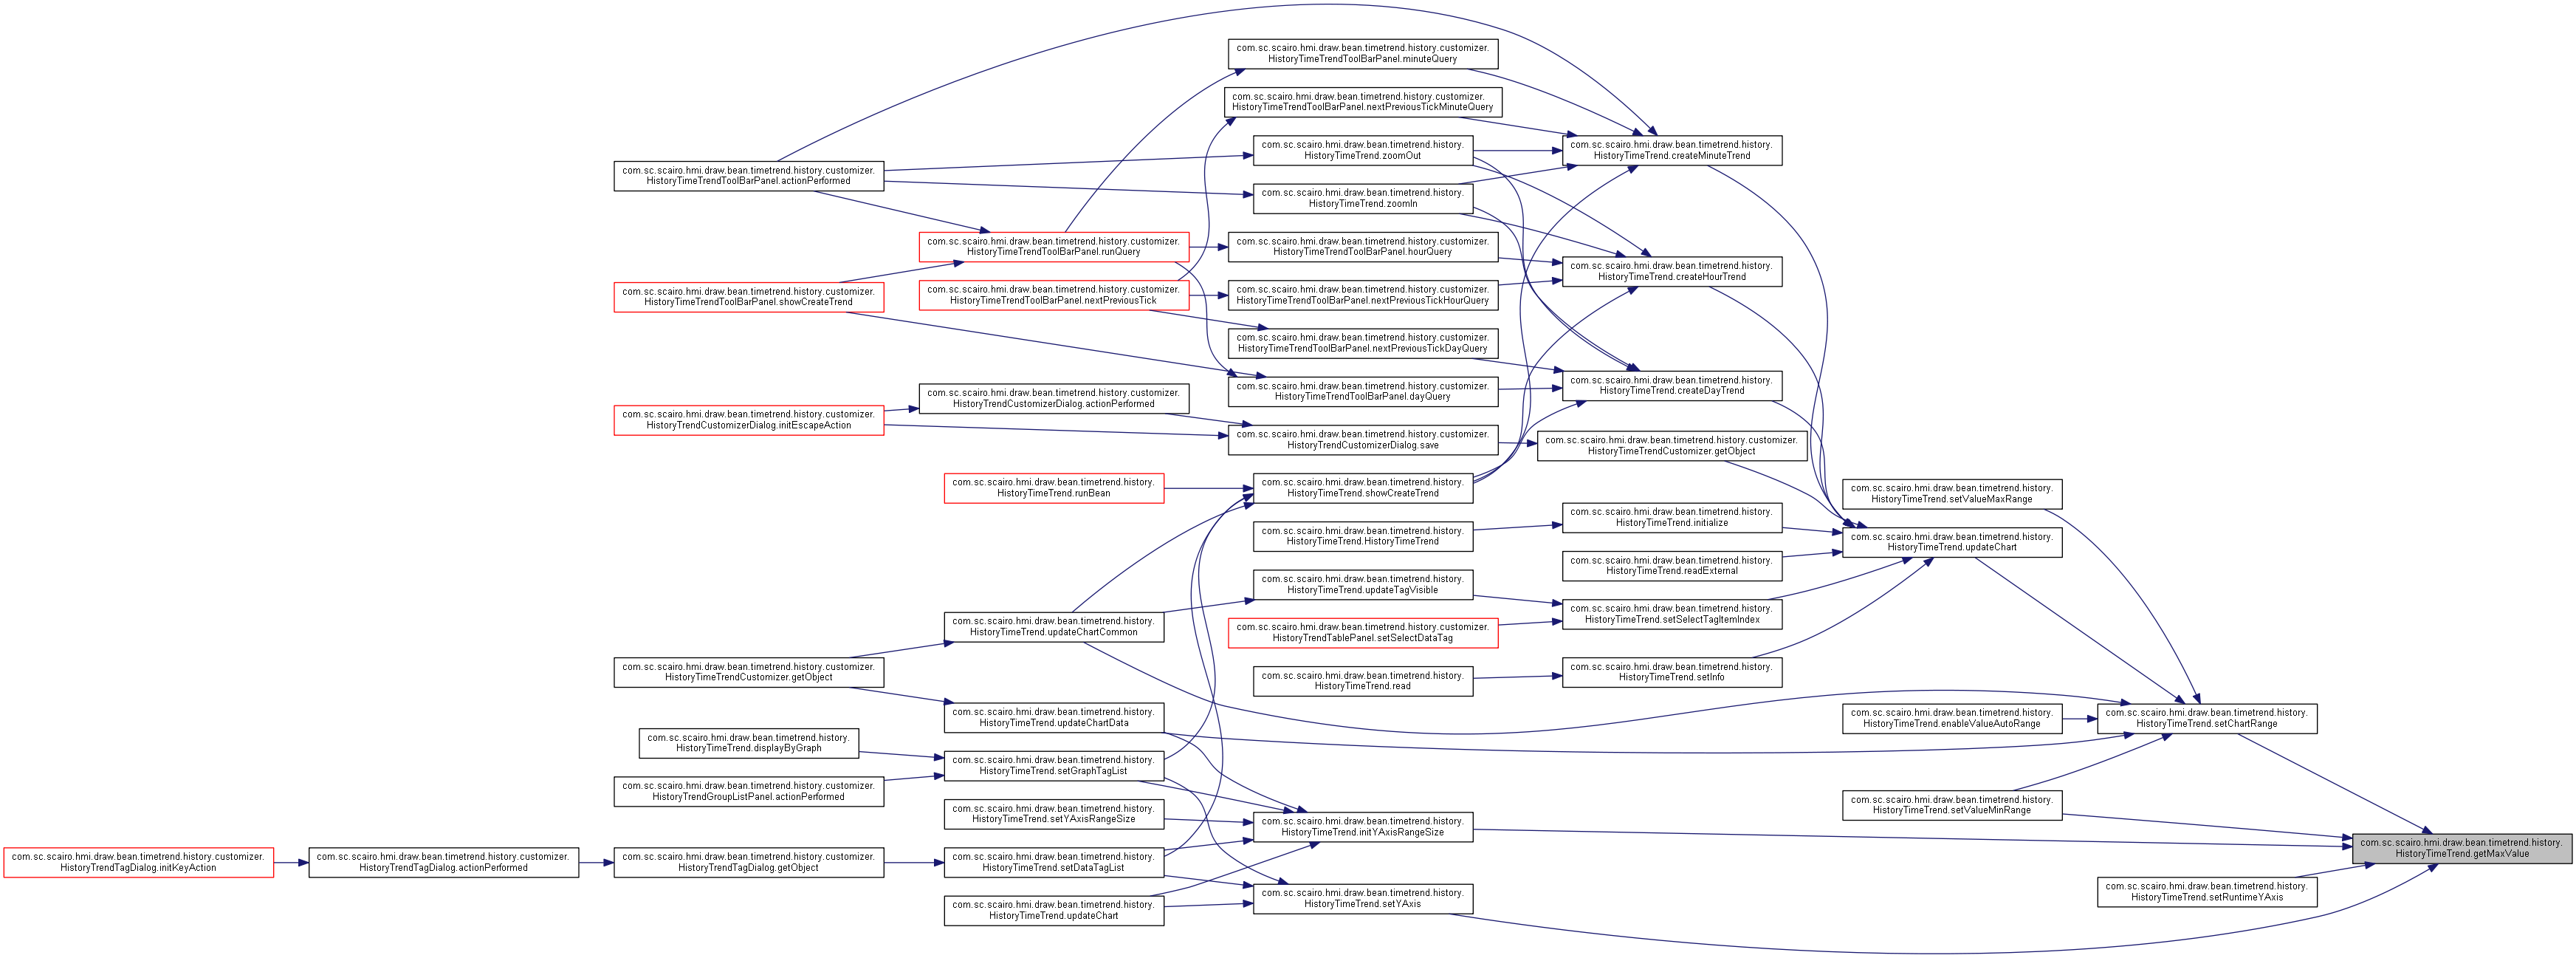 com.sc.scairo.hmi.draw.bean.timetrend.history.customizer.
HistoryTimeTrendToolBarPanel.minuteQuery
com.sc.scairo.hmi.draw.bean.timetrend.history.customizer.
HistoryTimeTrendToolBarPanel.nextPreviousTickMinuteQuery
com.sc.scairo.hmi.draw.bean.timetrend.history.
HistoryTimeTrend.zoomOut
com.sc.scairo.hmi.draw.bean.timetrend.history.
HistoryTimeTrend.createMinuteTrend
com.sc.scairo.hmi.draw.bean.timetrend.history.customizer.
HistoryTimeTrendToolBarPanel.actionPerformed
com.sc.scairo.hmi.draw.bean.timetrend.history.
HistoryTimeTrend.zoomIn
com.sc.scairo.hmi.draw.bean.timetrend.history.customizer.
HistoryTimeTrendToolBarPanel.runQuery
com.sc.scairo.hmi.draw.bean.timetrend.history.customizer.
HistoryTimeTrendToolBarPanel.hourQuery
com.sc.scairo.hmi.draw.bean.timetrend.history.
HistoryTimeTrend.createHourTrend
com.sc.scairo.hmi.draw.bean.timetrend.history.customizer.
HistoryTimeTrendToolBarPanel.showCreateTrend
com.sc.scairo.hmi.draw.bean.timetrend.history.customizer.
HistoryTimeTrendToolBarPanel.nextPreviousTick
com.sc.scairo.hmi.draw.bean.timetrend.history.customizer.
HistoryTimeTrendToolBarPanel.nextPreviousTickHourQuery
com.sc.scairo.hmi.draw.bean.timetrend.history.customizer.
HistoryTimeTrendToolBarPanel.nextPreviousTickDayQuery
com.sc.scairo.hmi.draw.bean.timetrend.history.customizer.
HistoryTimeTrendToolBarPanel.dayQuery
com.sc.scairo.hmi.draw.bean.timetrend.history.
HistoryTimeTrend.createDayTrend
com.sc.scairo.hmi.draw.bean.timetrend.history.customizer.
HistoryTrendCustomizerDialog.actionPerformed
com.sc.scairo.hmi.draw.bean.timetrend.history.customizer.
HistoryTrendCustomizerDialog.initEscapeAction
com.sc.scairo.hmi.draw.bean.timetrend.history.customizer.
HistoryTrendCustomizerDialog.save
com.sc.scairo.hmi.draw.bean.timetrend.history.customizer.
HistoryTimeTrendCustomizer.getObject
com.sc.scairo.hmi.draw.bean.timetrend.history.
HistoryTimeTrend.runBean
com.sc.scairo.hmi.draw.bean.timetrend.history.
HistoryTimeTrend.showCreateTrend
com.sc.scairo.hmi.draw.bean.timetrend.history.
HistoryTimeTrend.setValueMaxRange
com.sc.scairo.hmi.draw.bean.timetrend.history.
HistoryTimeTrend.HistoryTimeTrend
com.sc.scairo.hmi.draw.bean.timetrend.history.
HistoryTimeTrend.initialize
com.sc.scairo.hmi.draw.bean.timetrend.history.
HistoryTimeTrend.updateChart
com.sc.scairo.hmi.draw.bean.timetrend.history.
HistoryTimeTrend.readExternal
com.sc.scairo.hmi.draw.bean.timetrend.history.
HistoryTimeTrend.updateTagVisible
com.sc.scairo.hmi.draw.bean.timetrend.history.
HistoryTimeTrend.setSelectTagItemIndex
com.sc.scairo.hmi.draw.bean.timetrend.history.
HistoryTimeTrend.updateChartCommon
com.sc.scairo.hmi.draw.bean.timetrend.history.customizer.
HistoryTrendTablePanel.setSelectDataTag
com.sc.scairo.hmi.draw.bean.timetrend.history.customizer.
HistoryTimeTrendCustomizer.getObject
com.sc.scairo.hmi.draw.bean.timetrend.history.
HistoryTimeTrend.read
com.sc.scairo.hmi.draw.bean.timetrend.history.
HistoryTimeTrend.setInfo
com.sc.scairo.hmi.draw.bean.timetrend.history.
HistoryTimeTrend.updateChartData
com.sc.scairo.hmi.draw.bean.timetrend.history.
HistoryTimeTrend.enableValueAutoRange
com.sc.scairo.hmi.draw.bean.timetrend.history.
HistoryTimeTrend.setChartRange
com.sc.scairo.hmi.draw.bean.timetrend.history.
HistoryTimeTrend.displayByGraph
com.sc.scairo.hmi.draw.bean.timetrend.history.
HistoryTimeTrend.setGraphTagList
com.sc.scairo.hmi.draw.bean.timetrend.history.customizer.
HistoryTrendGroupListPanel.actionPerformed
com.sc.scairo.hmi.draw.bean.timetrend.history.
HistoryTimeTrend.setYAxisRangeSize
com.sc.scairo.hmi.draw.bean.timetrend.history.
HistoryTimeTrend.initYAxisRangeSize
com.sc.scairo.hmi.draw.bean.timetrend.history.
HistoryTimeTrend.setValueMinRange
com.sc.scairo.hmi.draw.bean.timetrend.history.customizer.
HistoryTrendTagDialog.initKeyAction
com.sc.scairo.hmi.draw.bean.timetrend.history.customizer.
HistoryTrendTagDialog.actionPerformed
com.sc.scairo.hmi.draw.bean.timetrend.history.customizer.
HistoryTrendTagDialog.getObject
com.sc.scairo.hmi.draw.bean.timetrend.history.
HistoryTimeTrend.setDataTagList
com.sc.scairo.hmi.draw.bean.timetrend.history.
HistoryTimeTrend.getMaxValue
com.sc.scairo.hmi.draw.bean.timetrend.history.
HistoryTimeTrend.updateChart
com.sc.scairo.hmi.draw.bean.timetrend.history.
HistoryTimeTrend.setYAxis
com.sc.scairo.hmi.draw.bean.timetrend.history.
HistoryTimeTrend.setRuntimeYAxis